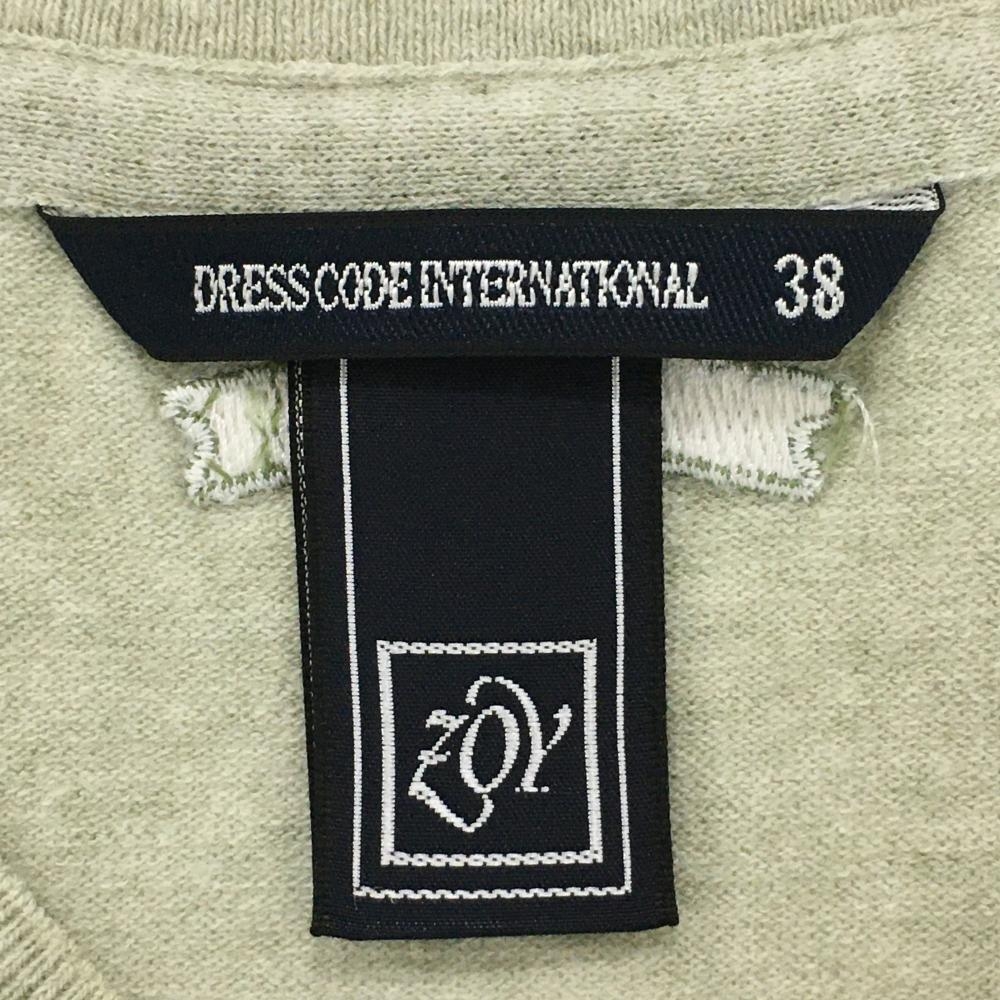 DRESS CODE INTERNATIONAL 38
ZOY